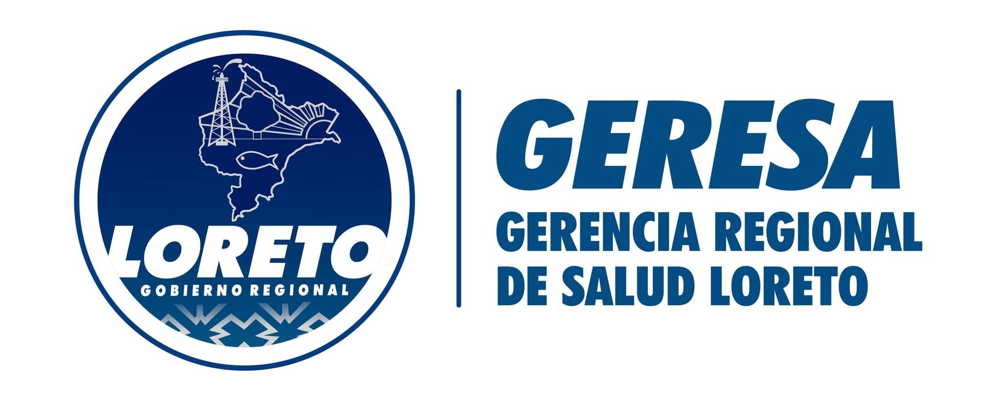 LORETO
GOBIERNO REGIONAL
GERESA
GERENCIA REGIONAL
DE SALUD LORETO